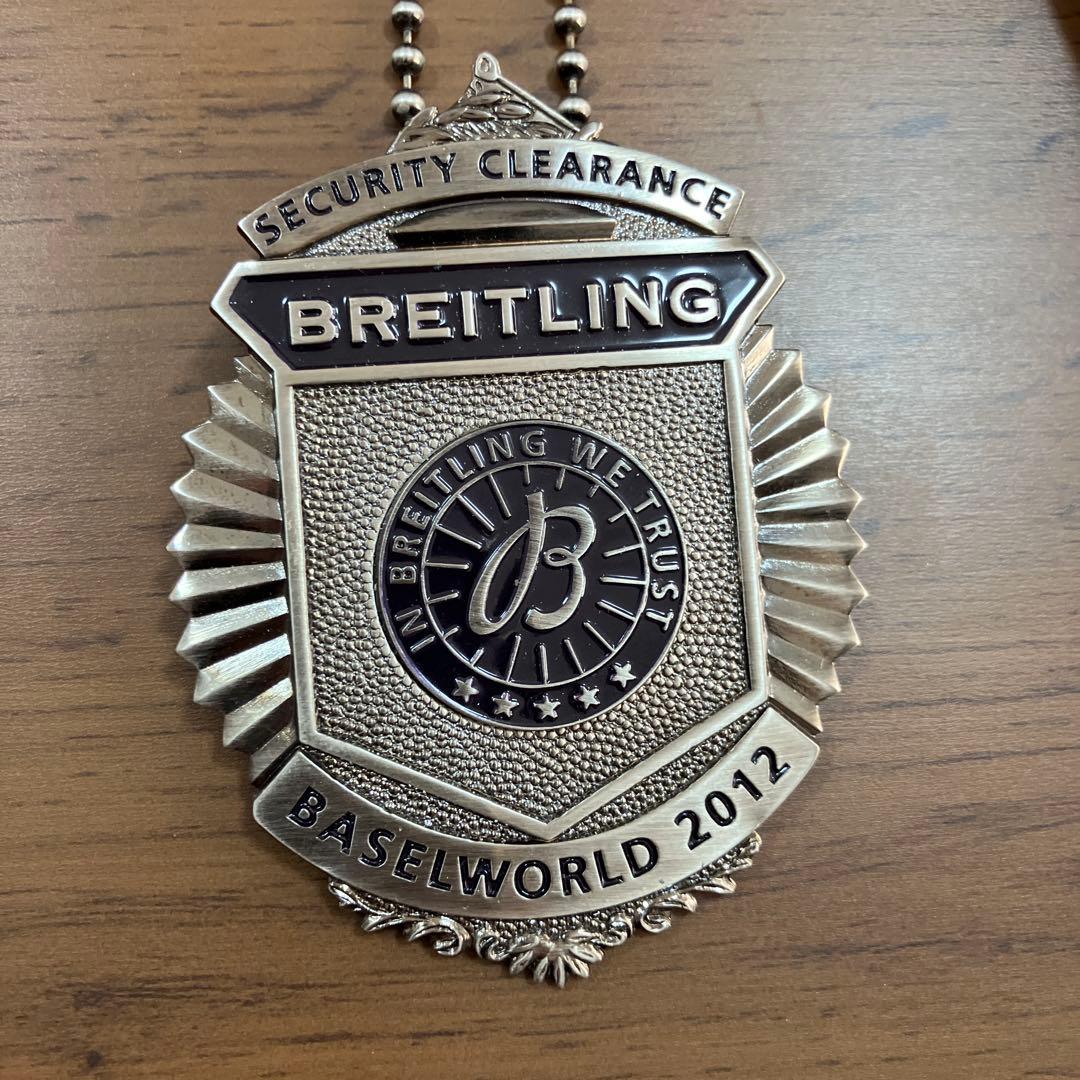 SECURITY CLEARANCE
BREITLING
IN BREITLING WE TRUST
B
BASELWORLD 2012